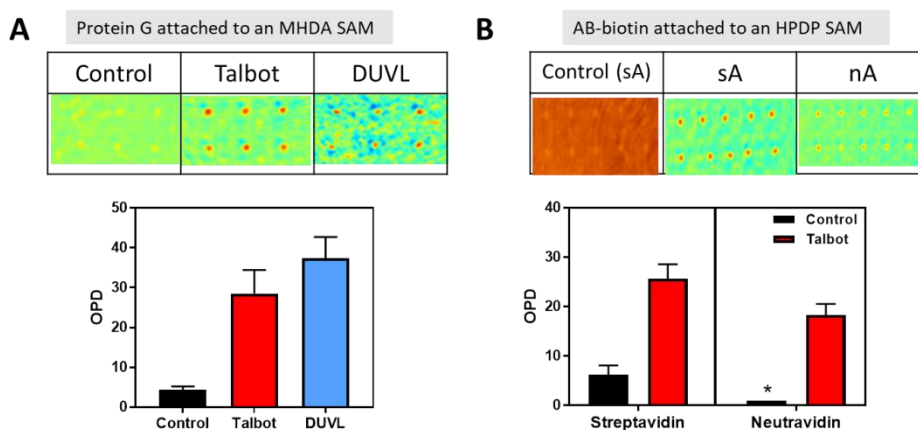 A
Protein G attached to an MHDA SAM
Control Talbot DUVL
50
40
30
20
10
0
OPD
Control Talbot DUVL
B
AB-biotin attached to an HPDP SAM
Control (sA) sA nA
40
30
20
10
0
OPD
Control
Talbot
*
Streptavidin Neutravidin